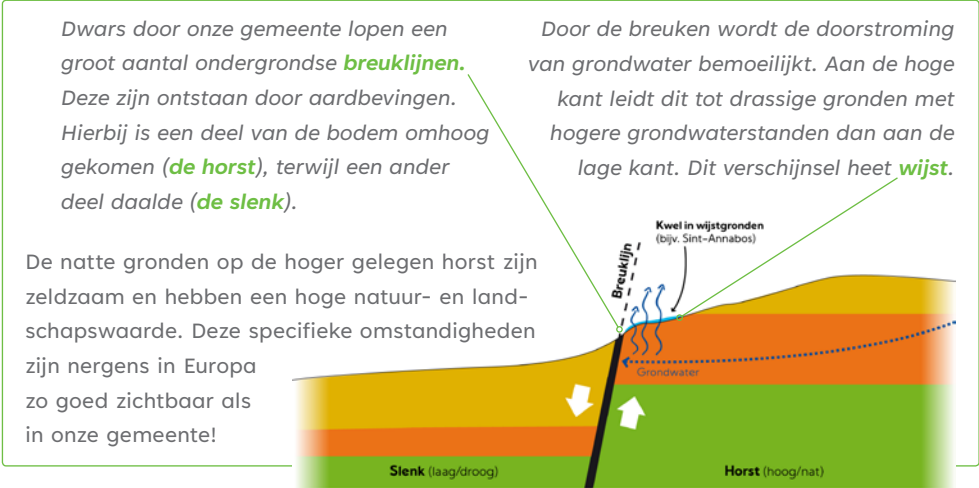 Dwars door onze gemeente lopen een
groot aantal ondergrondse breuklijnen.
Deze zijn ontstaan door aardbevingen.
Hierbij is een deel van de bodem omhoog
gekomen (de horst), terwijl een ander
deel daalde (de slenk).
Door de breuken wordt de doorstroming
van grondwater bemoeilijkt. Aan de hoge
kant leidt dit tot drassige gronden met
hogere grondwaterstanden dan aan de
lage kant. Dit verschijnsel heet wijst.
De natte gronden op de hoger gelegen horst zijn
zeldzaam en hebben een hoge natuur- en land-
schapswaarde. Deze specifieke omstandigheden
zijn nergens in Europa
zo goed zichtbaar als
in onze gemeente!
Kwel in wijstgronden
(bijv. Sint-Annabos)
Breuklijn
Grondwater
Slenk (laag/droog)
Horst (hoog/nat)